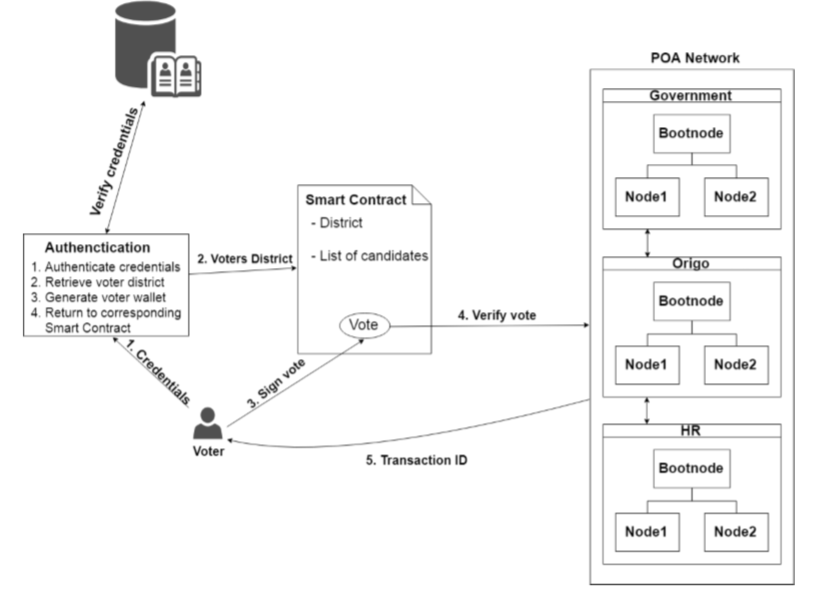 POA Network
Government
Bootnode
Node1
Node2
Origo
Bootnode
Node1
Node2
HR
Bootnode
Node1
Node2
Verify credentials
Authenctication
1. Authenticate credentials
2. Retrieve voter district
3. Generate voter wallet
4. Return to corresponding
Smart Contract
2. Voters District
Smart Contract
- District
- List of candidates
Vote
4. Verify vote
1. Credentials
3. Sign vote
Voter
5. Transaction ID